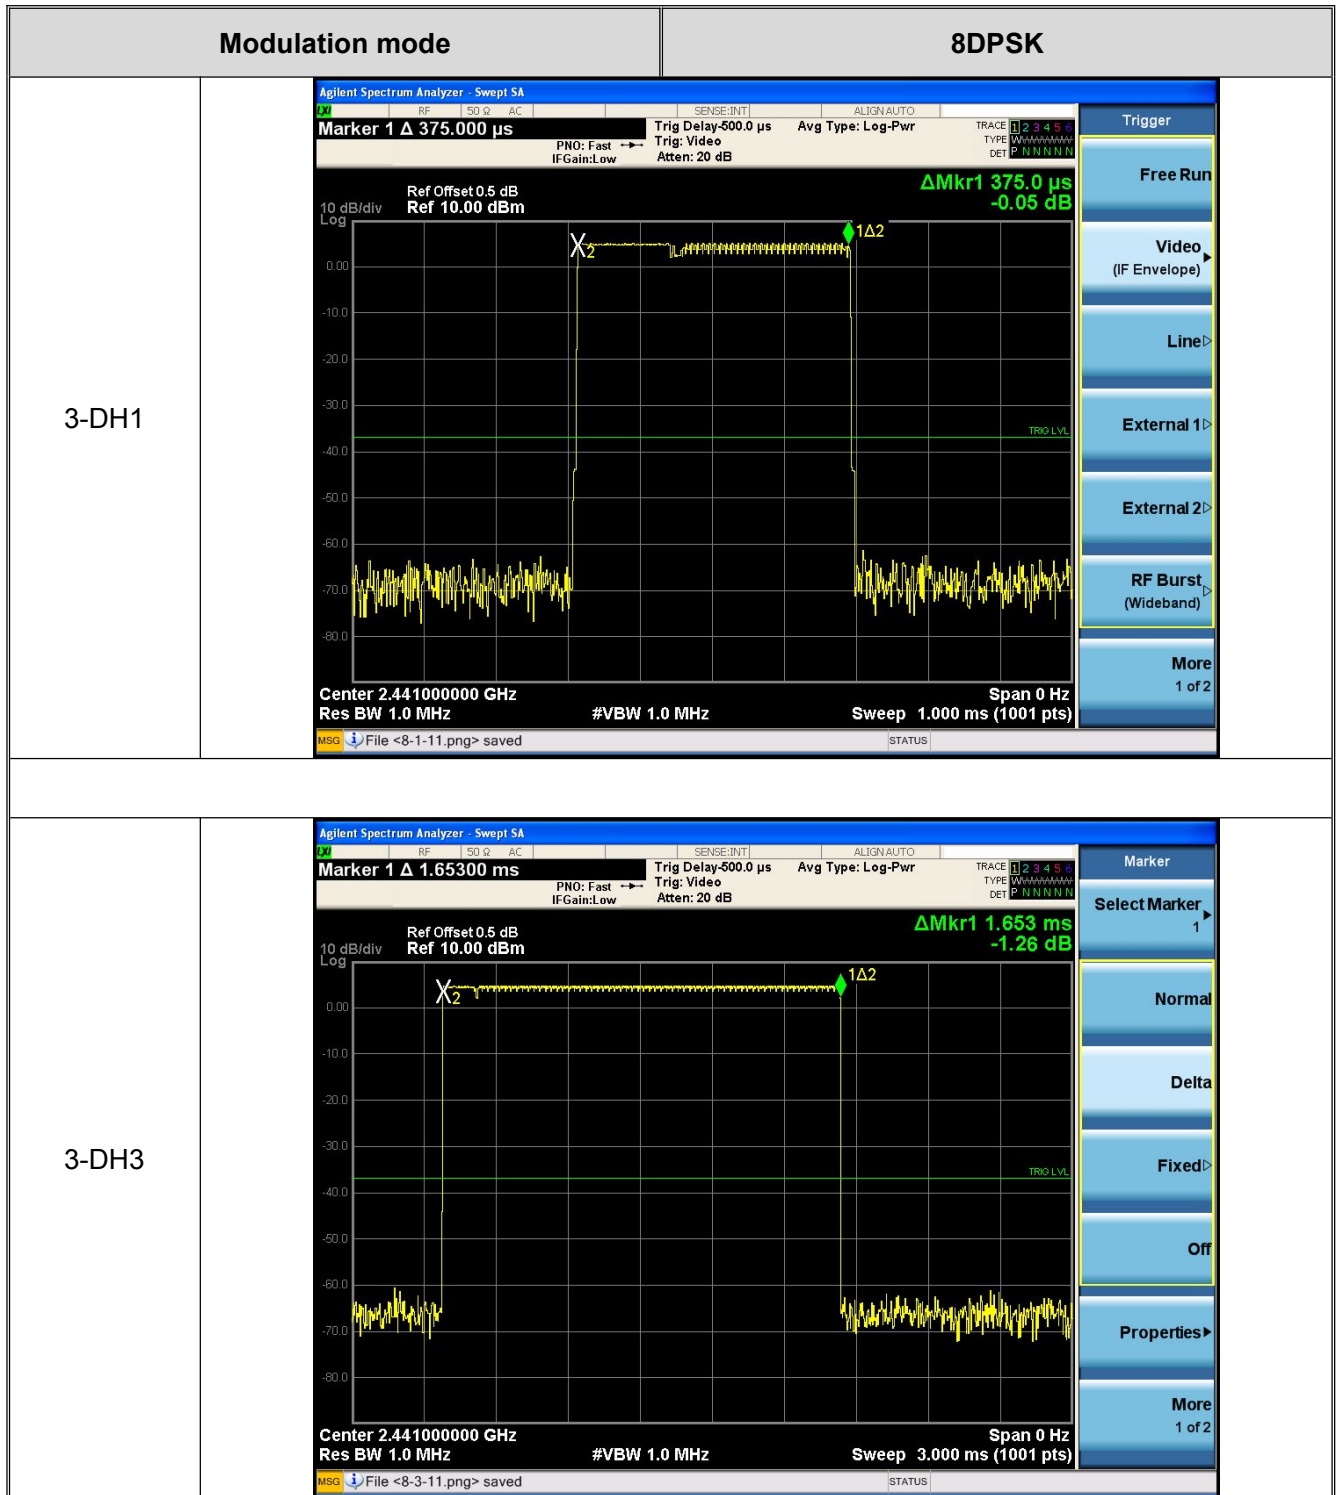 Modulation mode 8DPSK
3-DH1
Agilent Spectrum Analyzer - Swept SA
LXI RF 50 Ω AC SENSE:INT ALIGN AUTO
Marker 1 Δ 375.000 µs
PNO: Fast
IFGain:Low
Trig Delay-500.0 µs
Trig: Video
Atten: 20 dB
Avg Type: Log-Pwr
TRACE 1 2 3 4 5 6
TYPE WWWWWW
DET P N N N N N
ΔMkr1 375.0 µs
-0.05 dB
Ref Offset 0.5 dB
10 dB/div Ref 10.00 dBm
Log
0.00
-10.0
-20.0
-30.0
-40.0
-50.0
-60.0
-70.0
-80.0
X2
1Δ2
TRIG LVL
Center 2.441000000 GHz Span 0 Hz
Res BW 1.0 MHz #VBW 1.0 MHz Sweep 1.000 ms (1001 pts)
MSG File <8-1-11.png> saved STATUS
Trigger
Free Run
Video
(IF Envelope)
Line
External 1
External 2
RF Burst
(Wideband)
More
1 of 2
3-DH3
Agilent Spectrum Analyzer - Swept SA
LXI RF 50 Ω AC SENSE:INT ALIGN AUTO
Marker 1 Δ 1.65300 ms
PNO: Fast
IFGain:Low
Trig Delay-500.0 µs
Trig: Video
Atten: 20 dB
Avg Type: Log-Pwr
TRACE 1 2 3 4 5 6
TYPE WWWWWW
DET P N N N N N
ΔMkr1 1.653 ms
-1.26 dB
Ref Offset 0.5 dB
10 dB/div Ref 10.00 dBm
Log
0.00
-10.0
-20.0
-30.0
-40.0
-50.0
-60.0
-70.0
-80.0
X2
1Δ2
TRIG LVL
Center 2.441000000 GHz Span 0 Hz
Res BW 1.0 MHz #VBW 1.0 MHz Sweep 3.000 ms (1001 pts)
MSG File <8-3-11.png> saved STATUS
Marker
Select Marker
1
Normal
Delta
Fixed
Off
Properties
More
1 of 2